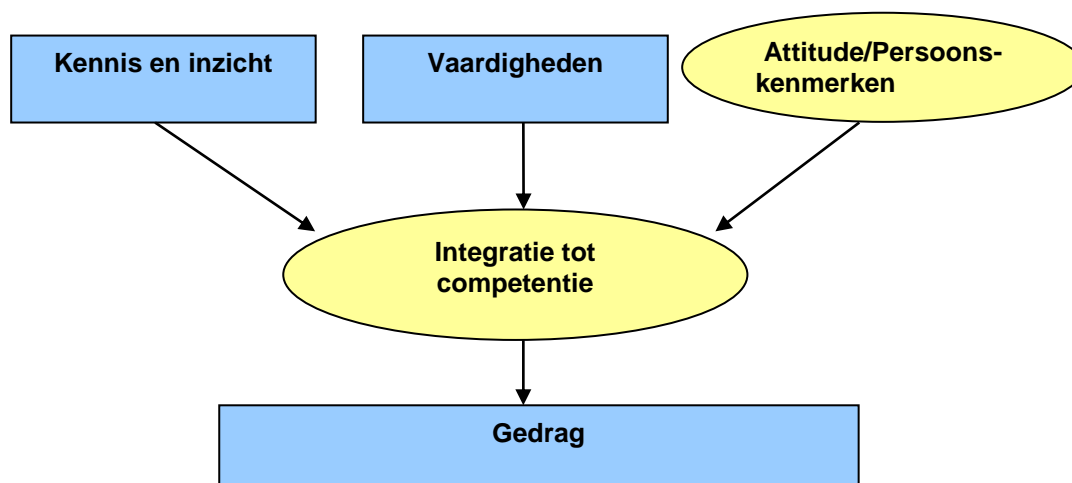 Kennis en inzicht
Vaardigheden
Attitude/Persoons-
kenmerken
Integratie tot
competentie
Gedrag